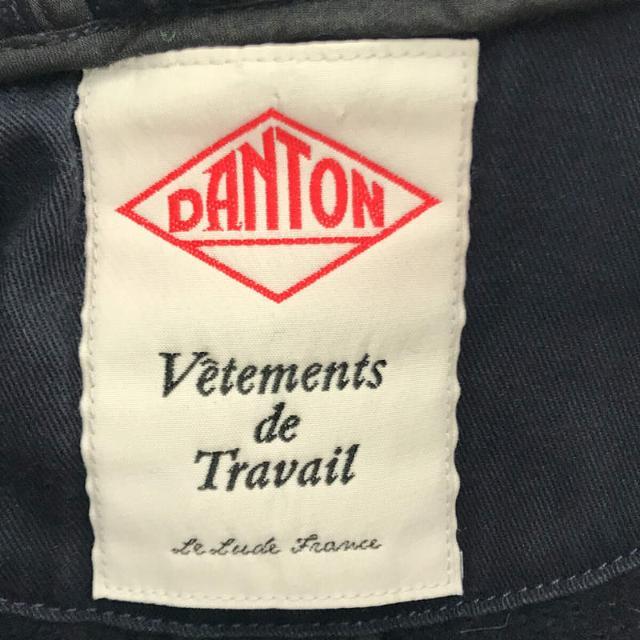 DANTON
Vêtements
de
Travail
Le Lude France